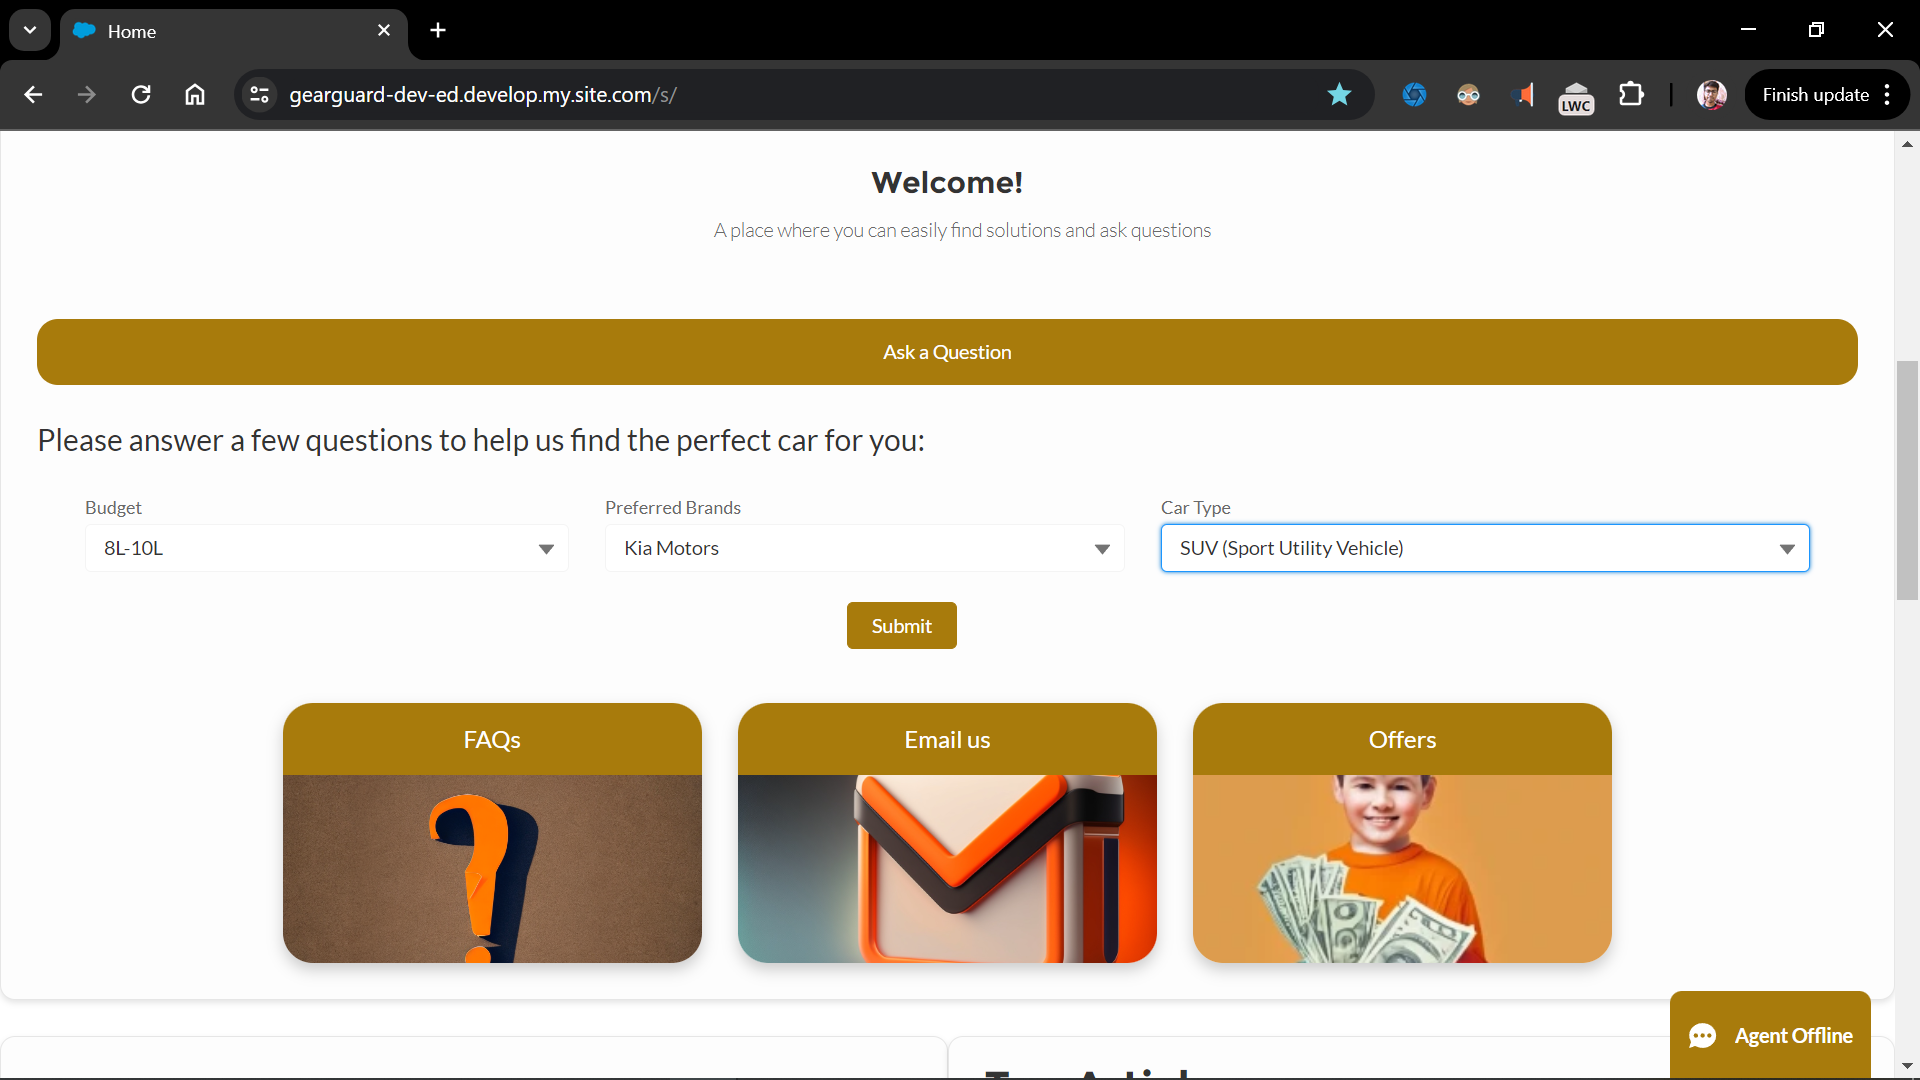 Home
gearguard-dev-ed.develop.my.site.com/s/
LWC
Finish update
Welcome!
A place where you can easily find solutions and ask questions
Ask a Question
Please answer a few questions to help us find the perfect car for you:
Budget
Preferred Brands
Car Type
8L-10L
Kia Motors
SUV (Sport Utility Vehicle)
Submit
FAQs
Email us
Offers
Agent Offline